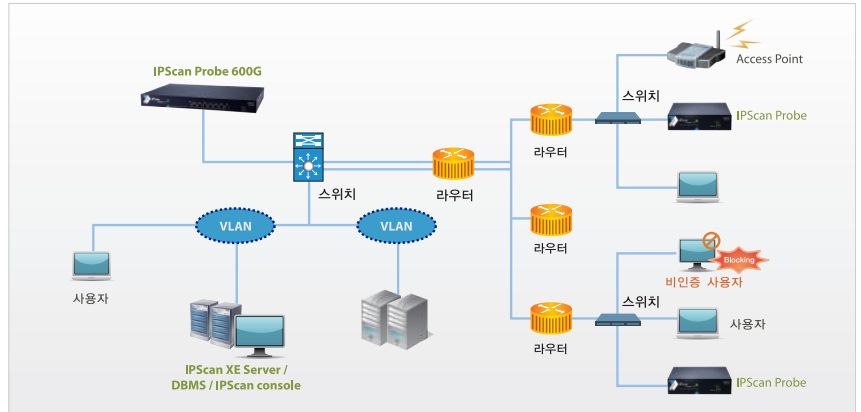 IPScan Probe 600G
Access Point
스위치
IPScan Probe
라우터
라우터
스위치
VLAN
VLAN
라우터
Blocking
비인증 사용자
사용자
스위치
사용자
라우터
IPScan XE Server /
DBMS / IPScan console
IPScan Probe